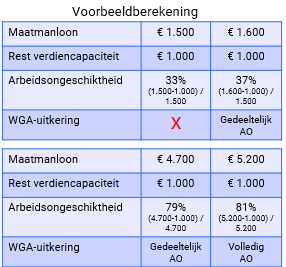 Voorbeeldberekening
Maatmanloon € 1.500 € 1.600
Rest verdiencapaciteit € 1.000 € 1.000
Arbeidsongeschiktheid 33% 37%
(1.500-1.000) / (1.600-1.000) /
1.500 1.600
WGA-uitkering X Gedeeltelijk
AO
Maatmanloon € 4.700 € 5.200
Rest verdiencapaciteit € 1.000 € 1.000
Arbeidsongeschiktheid 79% 81%
(4.700-1.000) / (5.200-1.000) /
4.700 5.200
WGA-uitkering Gedeeltelijk Volledig
AO AO